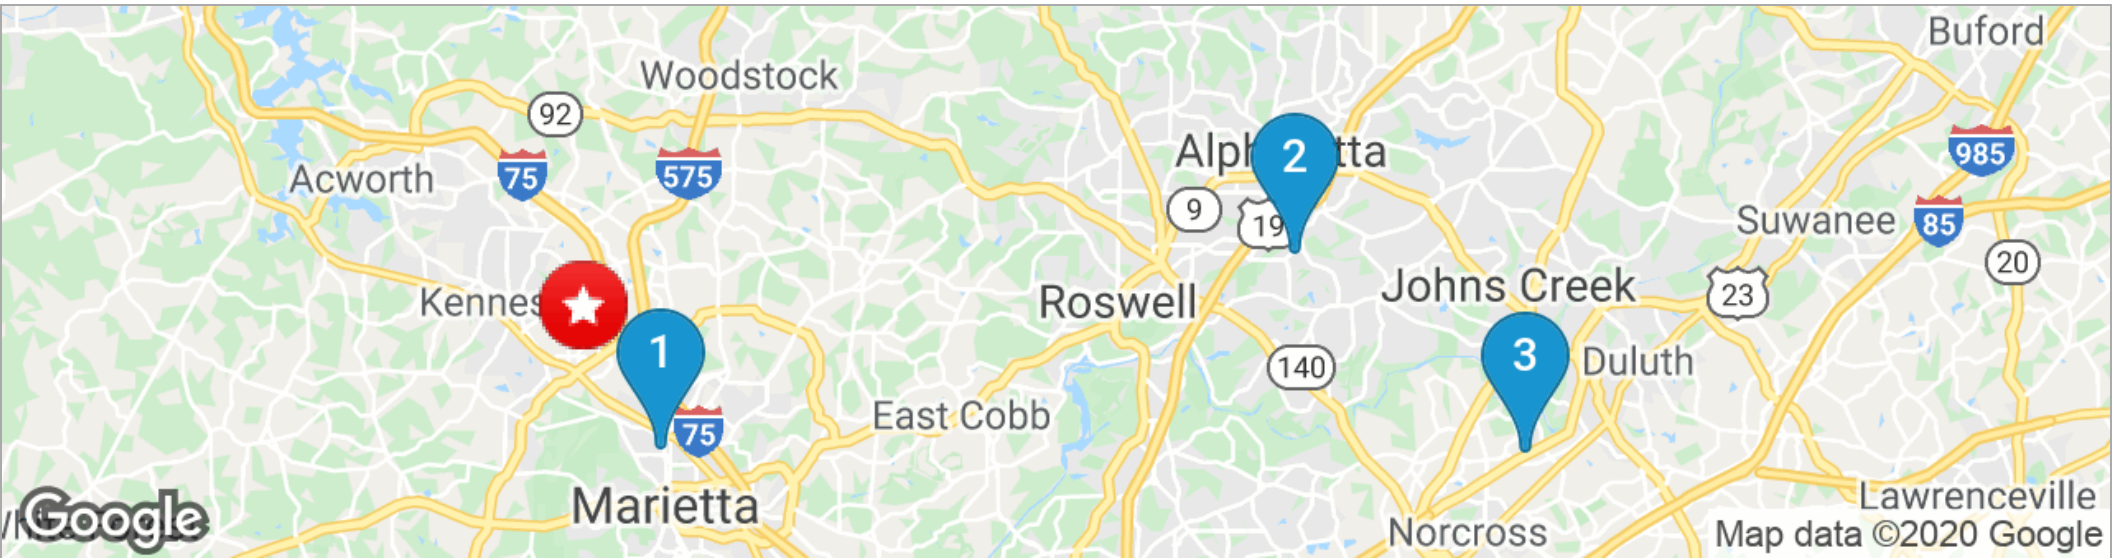 Buford
Woodstock
92
Alph tta
2
985
Acworth
75
575
9
19
Suwanee
85
20
Kennes
Roswell
Johns Creek
23
1
140
3
Duluth
75
East Cobb
Marietta
Google
Norcross
Lawrenceville
Map data ©2020 Google